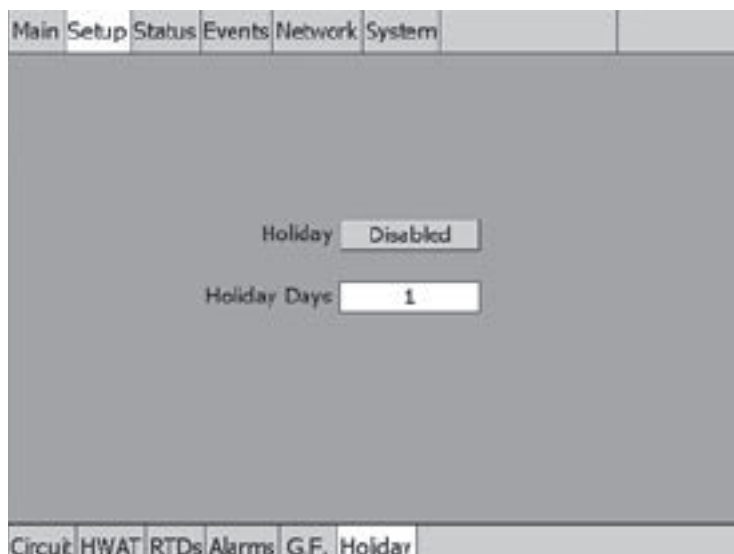 Main Setup Status Events Network System
Holiday Disabled
Holiday Days 1
Circuit HWAT RTDs Alarms G.F. Holiday